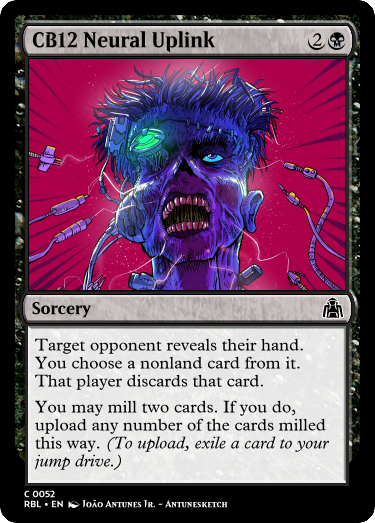 CB12 Neural Uplink 2
Sorcery
Target opponent reveals their hand.
You choose a nonland card from it.
That player discards that card.
You may mill two cards. If you do,
upload any number of the cards milled
this way. (To upload, exile a card to your
jump drive.)
C 0052
RBL • EN João Antunes Jr. – Antunesketch